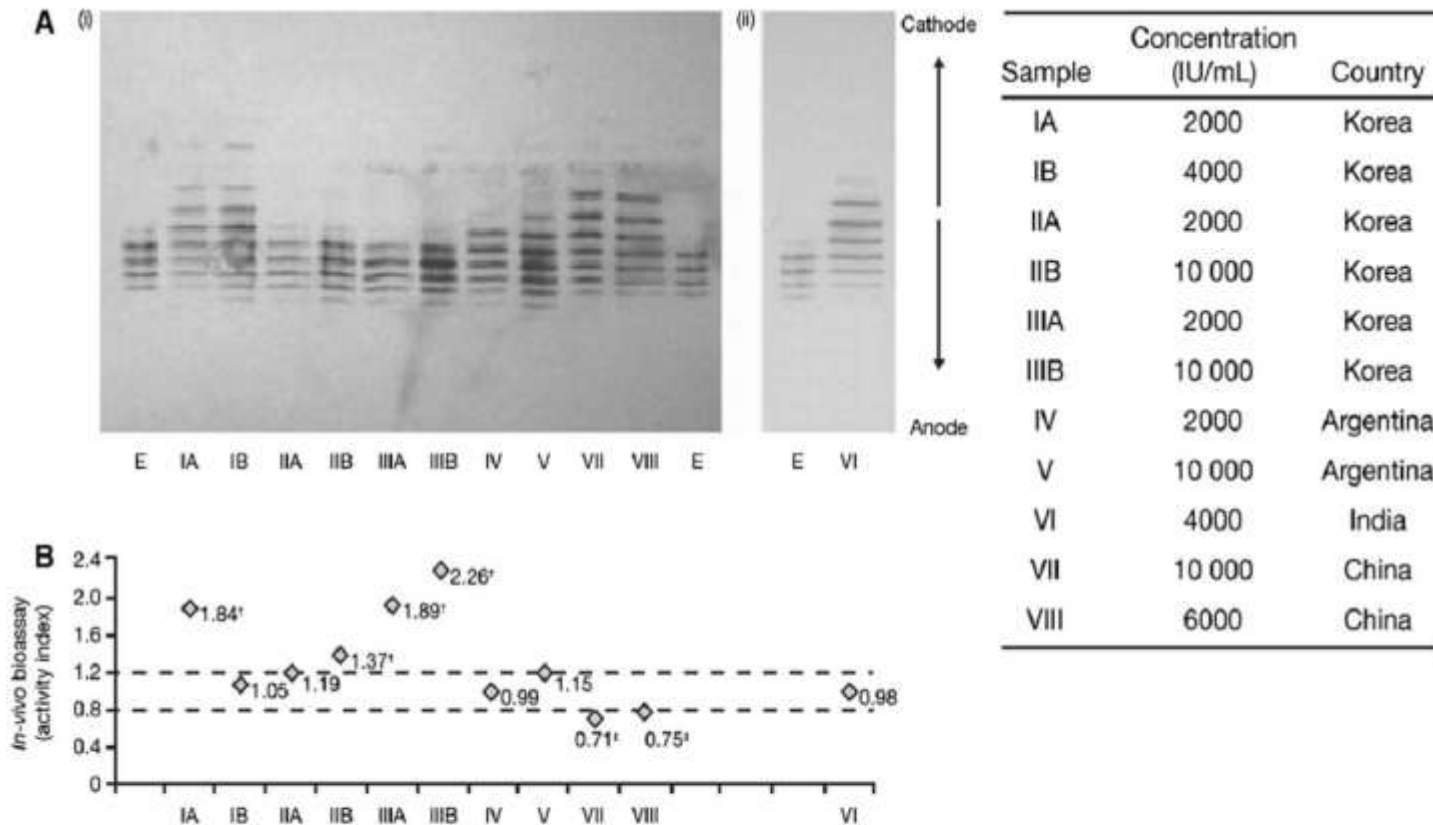 A (i) (ii)
Cathode
Anode
E IA IB IIA IIB IIIA IIIB IV V VII VIII E
E VI
Sample Concentration (IU/mL) Country
IA 2000 Korea
IB 4000 Korea
IIA 2000 Korea
IIB 10 000 Korea
IIIA 2000 Korea
IIIB 10 000 Korea
IV 2000 Argentina
V 10 000 Argentina
VI 4000 India
VII 10 000 China
VIII 6000 China
B
In-vivo bioassay
(activity index)
2.4
2.0
1.6
1.2
0.8
0.4
0
1.84†
1.05
1.19
1.37†
1.89†
2.26†
0.99
1.15
0.71‡
0.75‡
0.98
IA IB IIA IIB IIIA IIIB IV V VII VIII VI